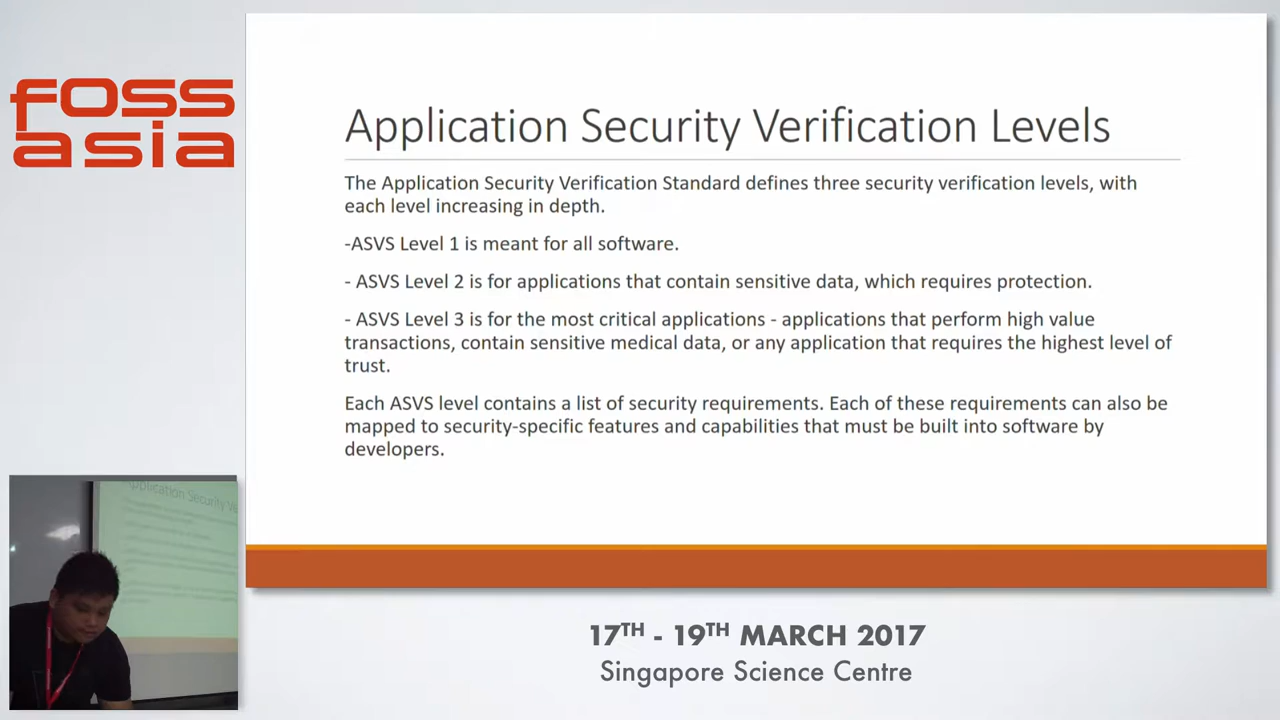 foss
asia
Application Security Verification Levels
The Application Security Verification Standard defines three security verification levels, with
each level increasing in depth.
-ASVS Level 1 is meant for all software.
- ASVS Level 2 is for applications that contain sensitive data, which requires protection.
- ASVS Level 3 is for the most critical applications - applications that perform high value
transactions, contain sensitive medical data, or any application that requires the highest level of
trust.
Each ASVS level contains a list of security requirements. Each of these requirements can also be
mapped to security-specific features and capabilities that must be built into software by
developers.
Application Security
17TH - 19TH MARCH 2017
Singapore Science Centre